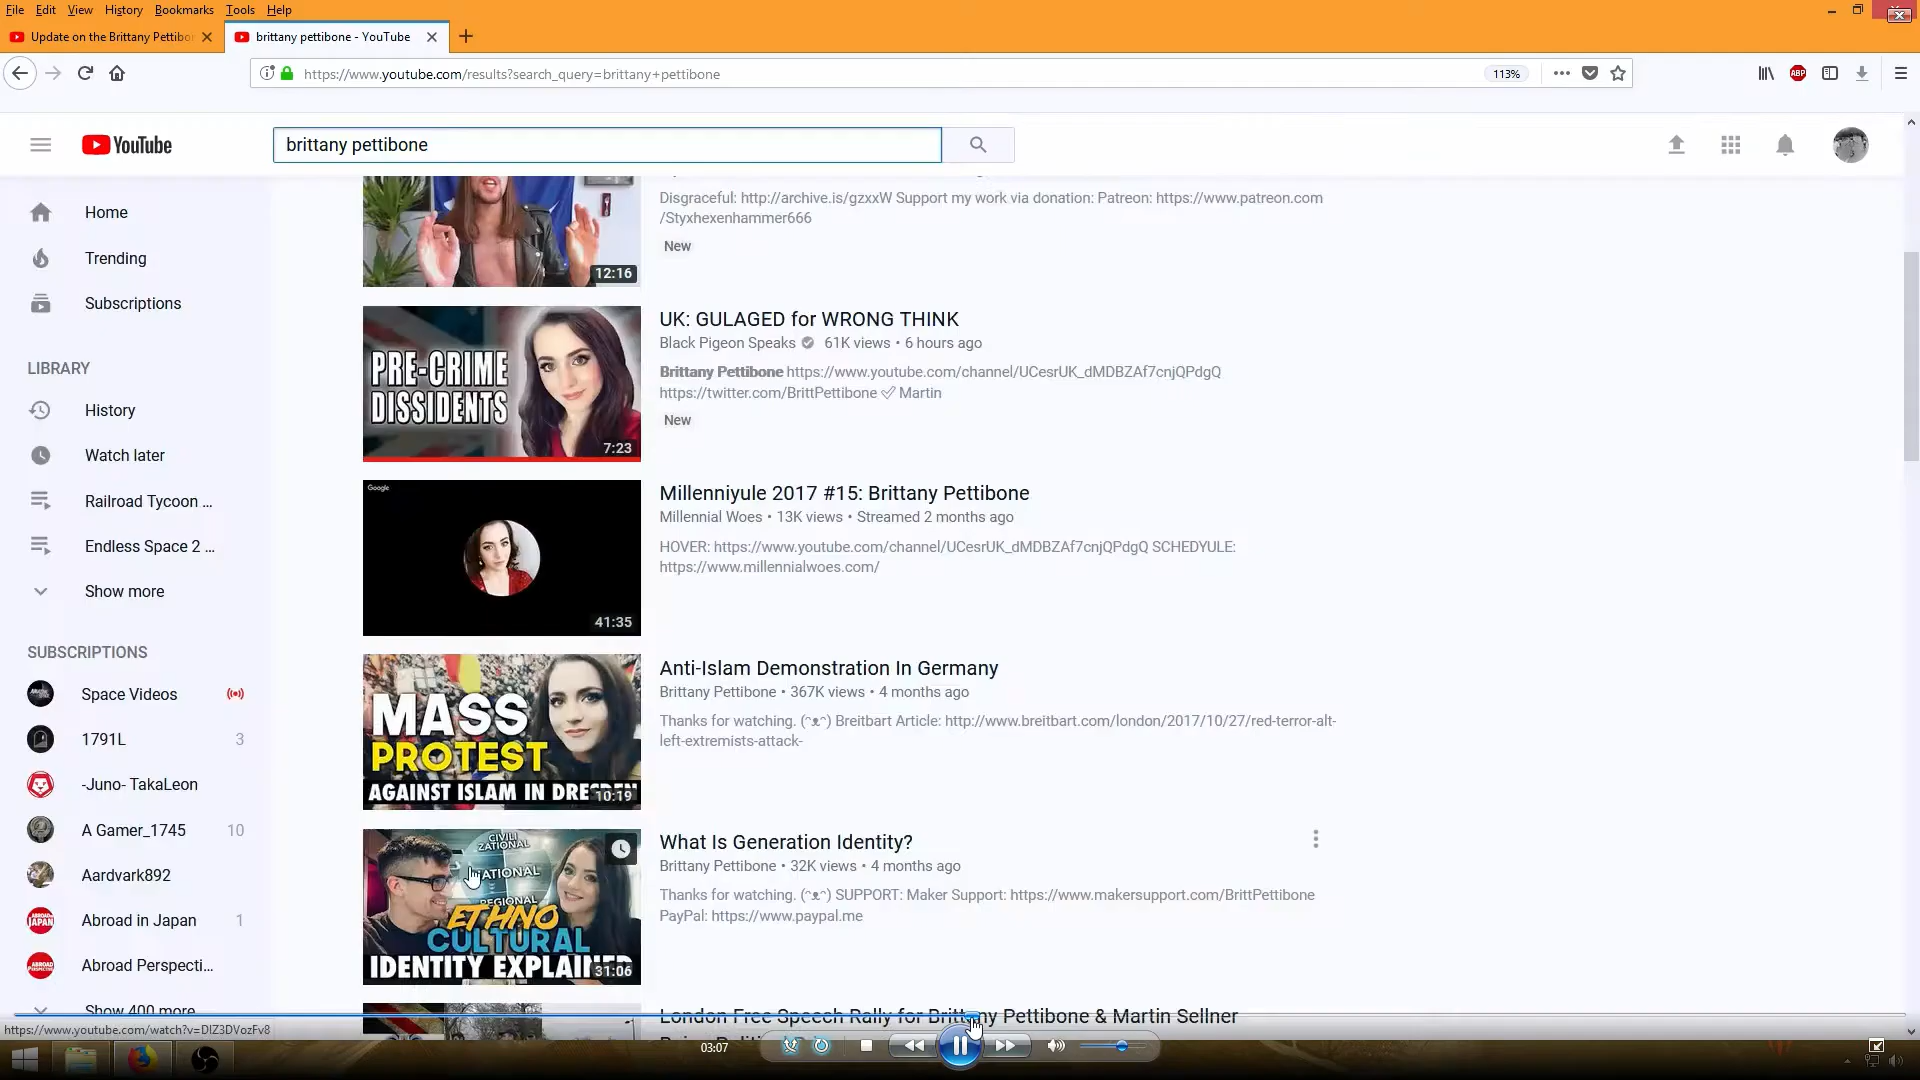 File Edit View History Bookmarks Tools Help
Update on the Brittany Pettibo
brittany pettibone - YouTube
https://www.youtube.com/results?search_query=brittany+pettibone
113%
ABP
YouTube
brittany pettibone
Home
Trending
Subscriptions
LIBRARY
History
Watch later
Railroad Tycoon ...
Endless Space 2 ...
Show more
SUBSCRIPTIONS
Space Videos
1791L 3
-Juno- TakaLeon
A Gamer_1745 10
Aardvark892
Abroad in Japan 1
Abroad Perspecti...
Show 400 more
Disgraceful: http://archive.is/gzxxW Support my work via donation: Patreon: https://www.patreon.com
/Styxhexenhammer666
New
12:16
UK: GULAGED for WRONG THINK
Black Pigeon Speaks 61K views • 6 hours ago
Brittany Pettibone https://www.youtube.com/channel/UCesrUK_dMDBZAf7cnjQPdgQ
https://twitter.com/BrittPettibone ✅ Martin
New
PRE-CRIME
DISSIDENTS
7:23
Millenniyule 2017 #15: Brittany Pettibone
Millennial Woes • 13K views • Streamed 2 months ago
HOVER: https://www.youtube.com/channel/UCesrUK_dMDBZAf7cnjQPdgQ SCHEDYULE:
https://www.millennialwoes.com/
Google
41:35
Anti-Islam Demonstration In Germany
Brittany Pettibone • 367K views • 4 months ago
Thanks for watching. (ᵔᴥᵔ) Breitbart Article: http://www.breitbart.com/london/2017/10/27/red-terror-alt-
left-extremists-attack-
MASS
PROTEST
AGAINST ISLAM IN DRESDEN
10:19
What Is Generation Identity?
Brittany Pettibone • 32K views • 4 months ago
Thanks for watching. (ᵔᴥᵔ) SUPPORT: Maker Support: https://www.makersupport.com/BrittPettibone
PayPal: https://www.paypal.me
CIVILI
ZATIONAL
NATIONAL
REGIONAL
ETHNO
CULTURAL
IDENTITY EXPLAINED
31:06
London Free Speech Rally for Brittany Pettibone & Martin Sellner
https://www.youtube.com/watch?v=DlZ3DVozFv8
03:07